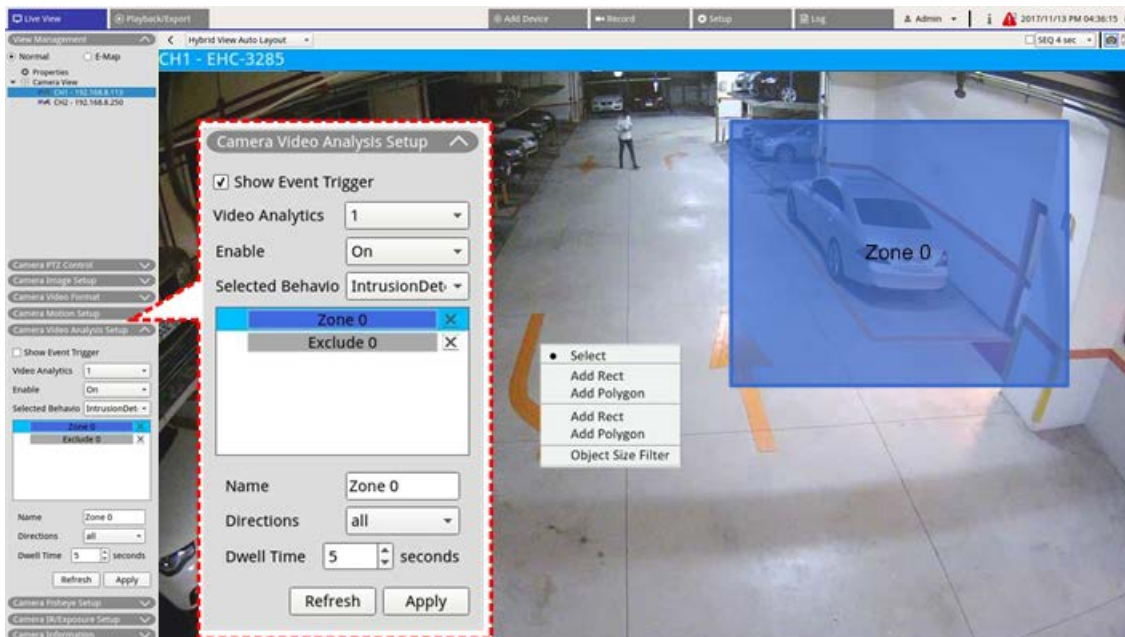 Live View
Playback/Export
Add Device
Record
Setup
Log
Admin
2017/11/13 PM 04:36:15
View Management
Hybrid View Auto Layout
SEQ 4 sec
Normal
E-Map
CH1 - EHC-3285
Properties
Camera View
CH1 - 192.168.8.113
CH2 - 192.168.8.250
Camera PTZ Control
Camera Image Setup
Camera Video Format
Camera Motion Setup
Camera Video Analysis Setup
Show Event Trigger
Video Analytics 1
Enable On
Selected Behavio IntrusionDet
Zone 0
Exclude 0
Name Zone 0
Directions all
Dwell Time 5 seconds
Refresh Apply
Camera Fisheye Setup
Camera IR/Exposure Setup
Camera Information
Camera Video Analysis Setup
Show Event Trigger
Video Analytics 1
Enable On
Selected Behavio IntrusionDet
Zone 0
Exclude 0
Name Zone 0
Directions all
Dwell Time 5 seconds
Refresh Apply
Zone 0
Select
Add Rect
Add Polygon
Add Rect
Add Polygon
Object Size Filter